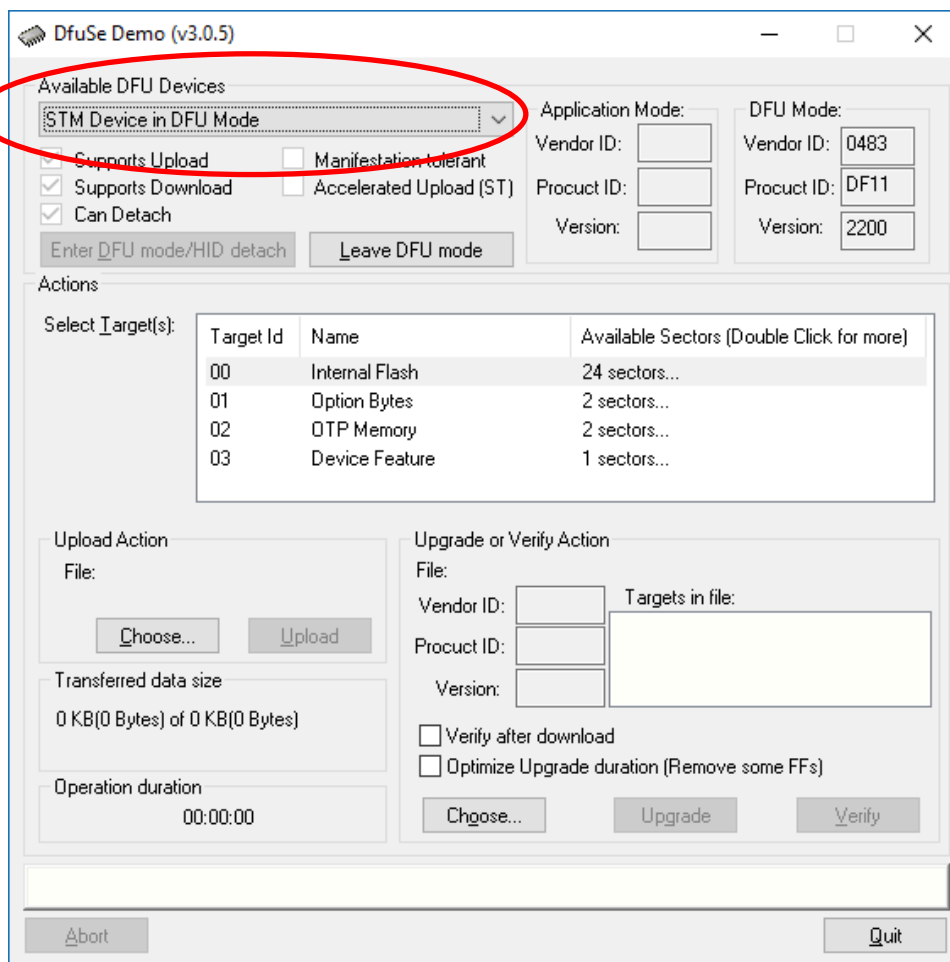 DfuSe Demo (v3.0.5)
Available DFU Devices
STM Device in DFU Mode
Supports Upload
Manifestation tolerant
Supports Download
Accelerated Upload (ST)
Can Detach
Enter DFU mode/HID detach
Leave DFU mode
Application Mode:
Vendor ID:
Procuct ID:
Version:
DFU Mode:
Vendor ID: 0483
Procuct ID: DF11
Version: 2200
Actions
Select Target(s):
Target Id Name Available Sectors (Double Click for more)
00 Internal Flash 24 sectors...
01 Option Bytes 2 sectors...
02 OTP Memory 2 sectors...
03 Device Feature 1 sectors...
Upload Action
File:
Choose...
Upload
Transferred data size
0 KB(0 Bytes) of 0 KB(0 Bytes)
Operation duration
00:00:00
Upgrade or Verify Action
File:
Vendor ID:
Procuct ID:
Version:
Targets in file:
Verify after download
Optimize Upgrade duration (Remove some FFs)
Choose...
Upgrade
Verify
Abort
Quit